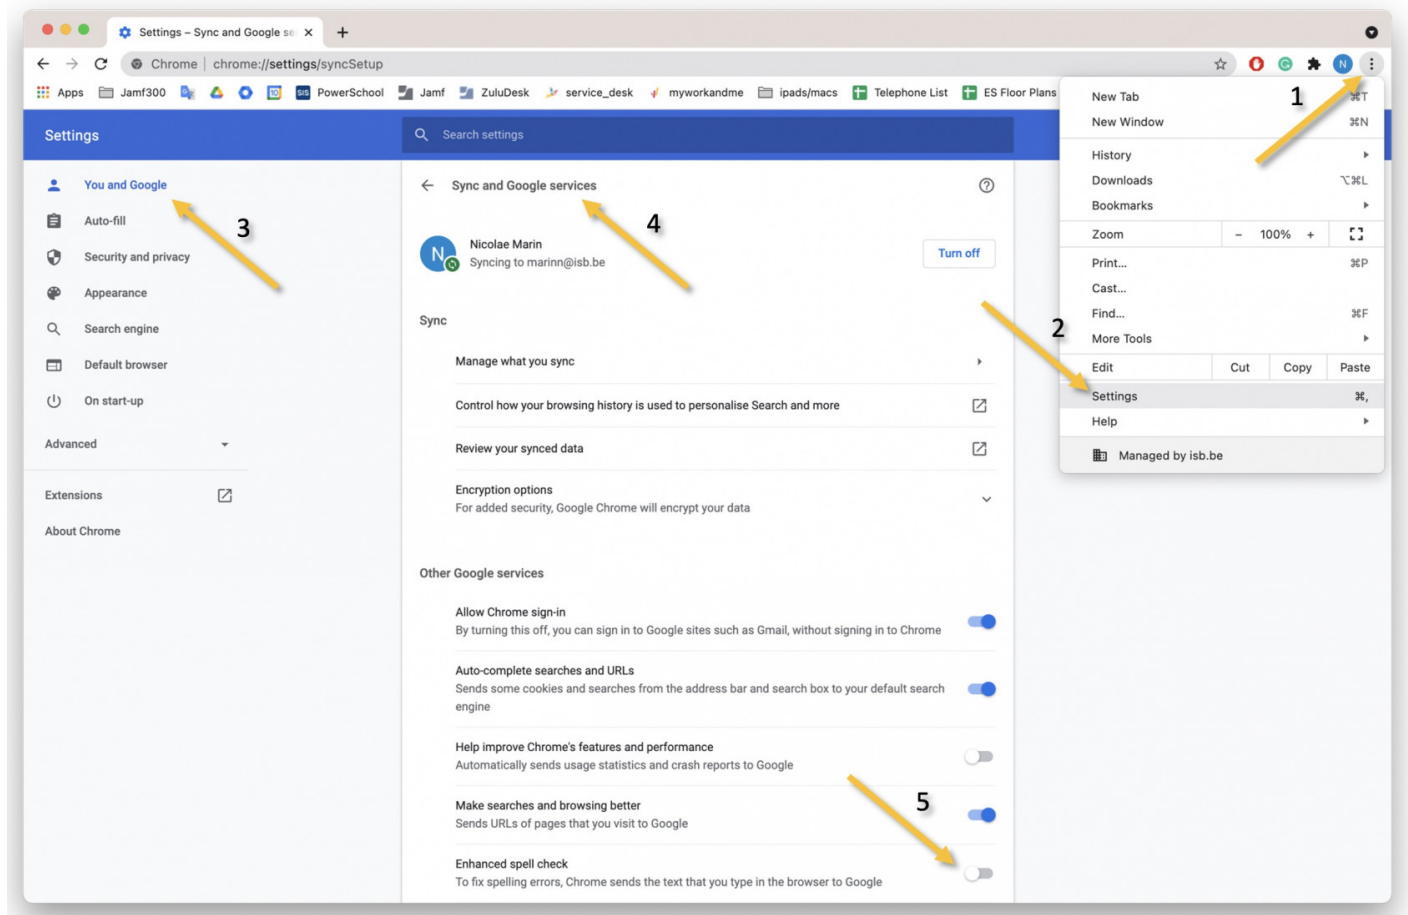 Settings – Sync and Google se
Chrome | chrome://settings/syncSetup
N
Apps
Jamf300
10
SIS PowerSchool
Jamf
ZuluDesk
service_desk
myworkandme
ipads/macs
Telephone List
ES Floor Plans
Settings
Search settings
You and Google
3
Auto-fill
Security and privacy
Appearance
Search engine
Default browser
On start-up
Advanced
Extensions
About Chrome
Sync and Google services
4
N
Nicolae Marin
Syncing to marinn@isb.be
Turn off
Sync
Manage what you sync
Control how your browsing history is used to personalise Search and more
Review your synced data
Encryption options
For added security, Google Chrome will encrypt your data
Other Google services
Allow Chrome sign-in
By turning this off, you can sign in to Google sites such as Gmail, without signing in to Chrome
Auto-complete searches and URLs
Sends some cookies and searches from the address bar and search box to your default search
engine
Help improve Chrome's features and performance
Automatically sends usage statistics and crash reports to Google
Make searches and browsing better
Sends URLs of pages that you visit to Google
5
Enhanced spell check
To fix spelling errors, Chrome sends the text that you type in the browser to Google
1
New Tab ⌘T
New Window ⌘N
History
Downloads ⌥⌘L
Bookmarks
Zoom - 100% +
Print... ⌘P
Cast...
Find... ⌘F
2
More Tools
Edit Cut Copy Paste
Settings ⌘,
Help
Managed by isb.be